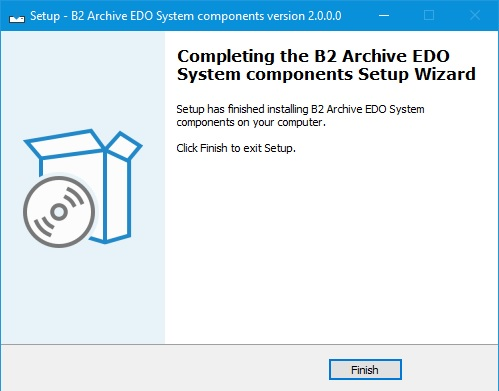 Setup - B2 Archive EDO System components version 2.0.0.0
Completing the B2 Archive EDO
System components Setup Wizard
Setup has finished installing B2 Archive EDO System
components on your computer.
Click Finish to exit Setup.
Finish